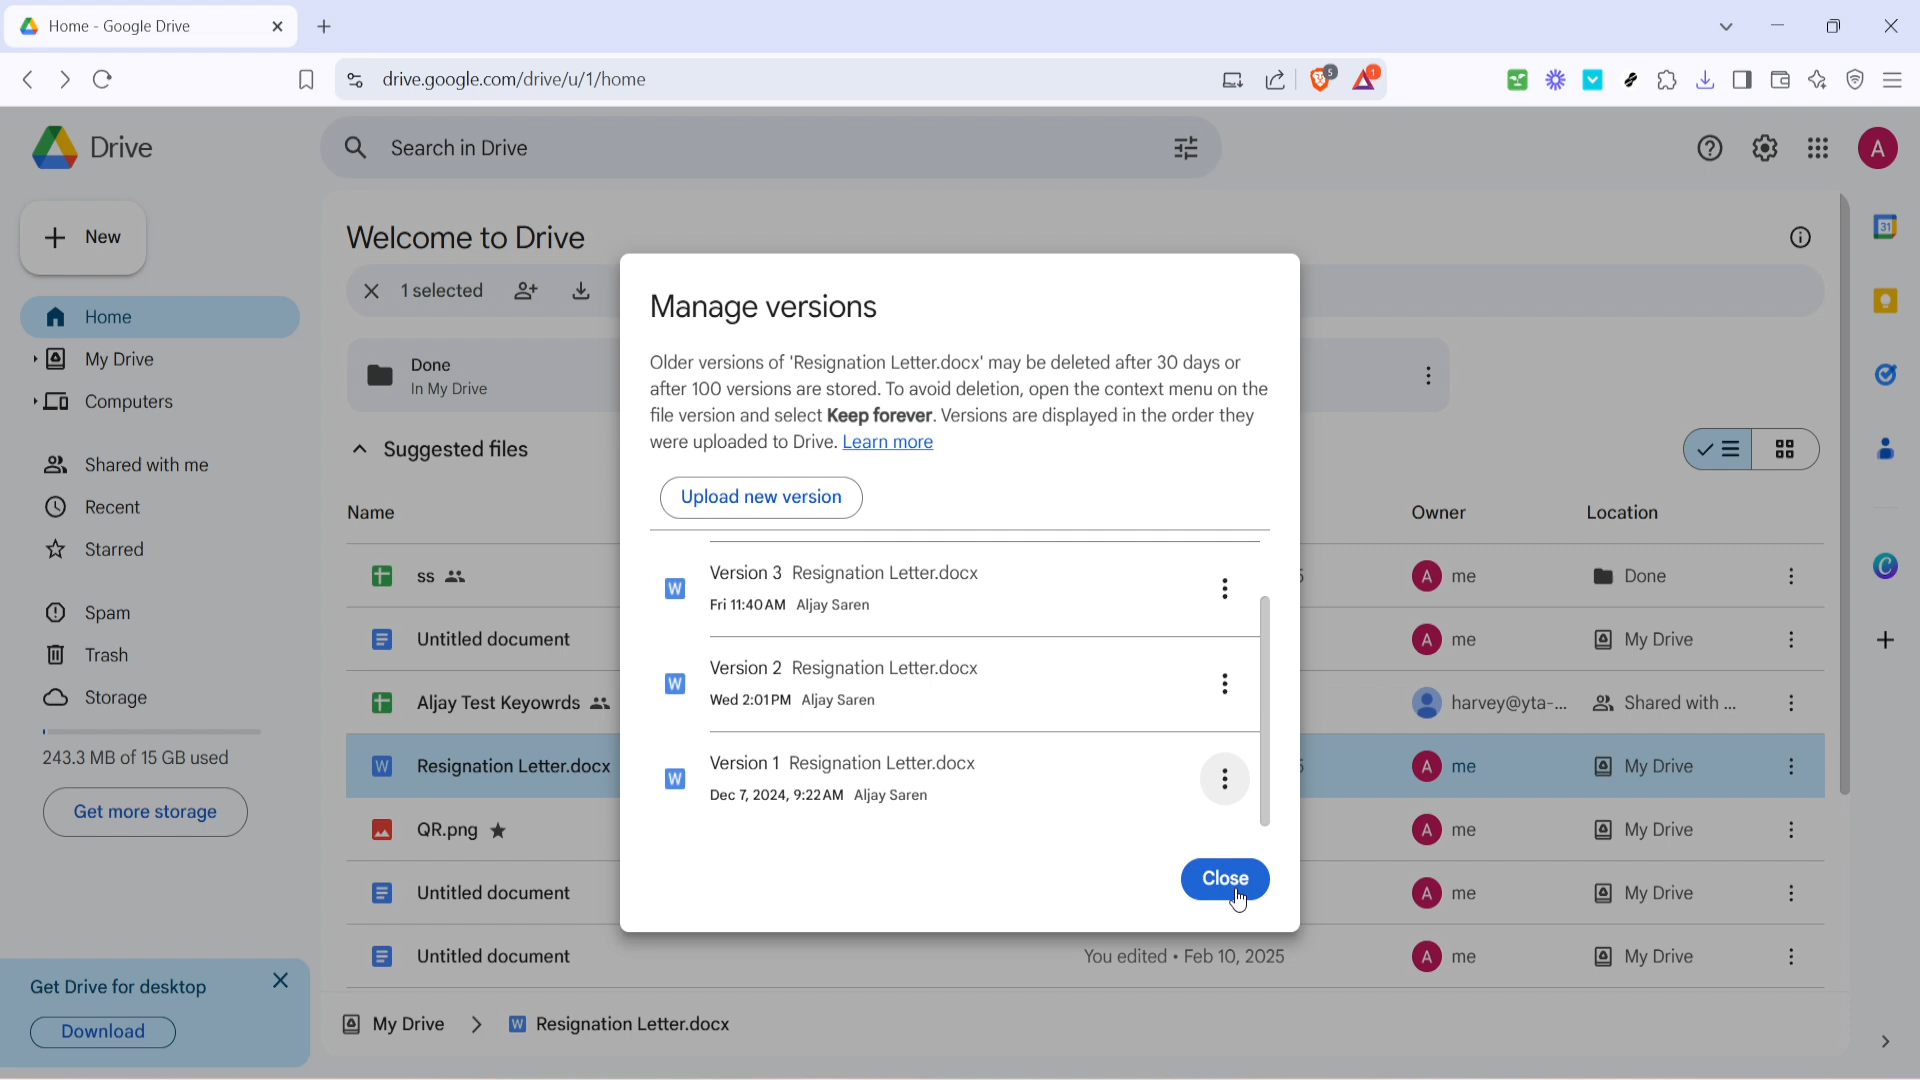 Home - Google Drive
drive.google.com/drive/u/1/home
5
1
Drive
Search in Drive
A
New
Welcome to Drive
31
1 selected
Home
My Drive
Computers
Done
In My Drive
Suggested files
Shared with me
Recent
Starred
Spam
Trash
Storage
243.3 MB of 15 GB used
Get more storage
Get Drive for desktop
Download
Name
Owner
Location
ss
A me
Done
Untitled document
A me
My Drive
Aljay Test Keyowrds
harvey@yta-...
Shared with ...
W Resignation Letter.docx
A me
My Drive
QR.png
A me
My Drive
Untitled document
A me
My Drive
Untitled document
You edited • Feb 10, 2025
A me
My Drive
My Drive > W Resignation Letter.docx
Manage versions
Older versions of 'Resignation Letter.docx' may be deleted after 30 days or
after 100 versions are stored. To avoid deletion, open the context menu on the
file version and select Keep forever. Versions are displayed in the order they
were uploaded to Drive. Learn more
Upload new version
W
Version 3 Resignation Letter.docx
Fri 11:40 AM Aljay Saren
W
Version 2 Resignation Letter.docx
Wed 2:01 PM Aljay Saren
W
Version 1 Resignation Letter.docx
Dec 7, 2024, 9:22 AM Aljay Saren
Close